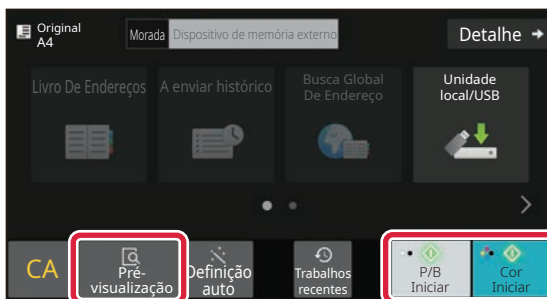 Original
A4
Morada
Dispositivo de memória externo
Detalhe
Livro De Endereços
A enviar histórico
Busca Global
De Endereço
Unidade
local/USB
CA
Pré-
visualização
Definição
auto
Trabalhos
recentes
P/B
Iniciar
Cor
Iniciar